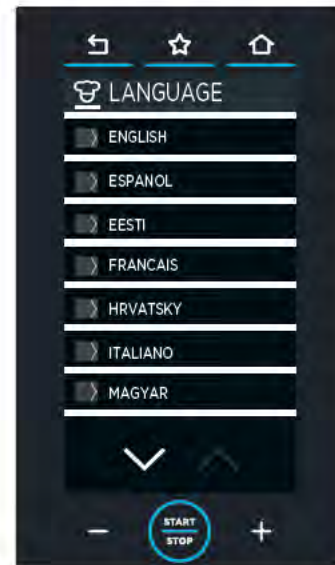 LANGUAGE
ENGLISH
ESPANOL
EESTI
FRANCAIS
HRVATSKY
ITALIANO
MAGYAR
START
STOP